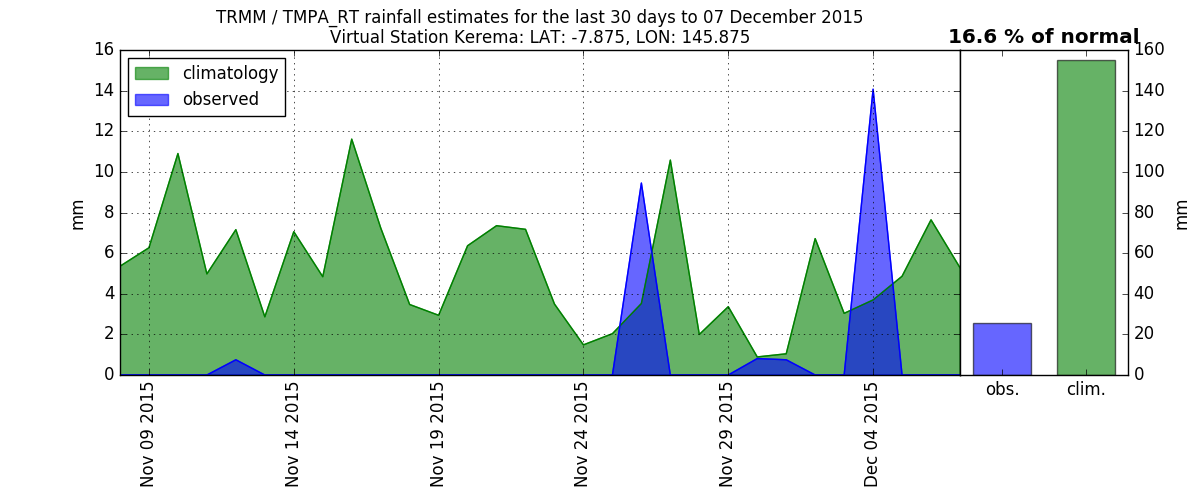 TRMM / TMPA_RT rainfall estimates for the last 30 days to 07 December 2015
Virtual Station Kerema: LAT: -7.875, LON: 145.875
16.6 % of normal
climatology
observed
16
14
12
10
8
6
4
2
0
mm
Nov 09 2015
Nov 14 2015
Nov 19 2015
Nov 24 2015
Nov 29 2015
Dec 04 2015
160
140
120
100
80
60
40
20
0
mm
obs.
clim.